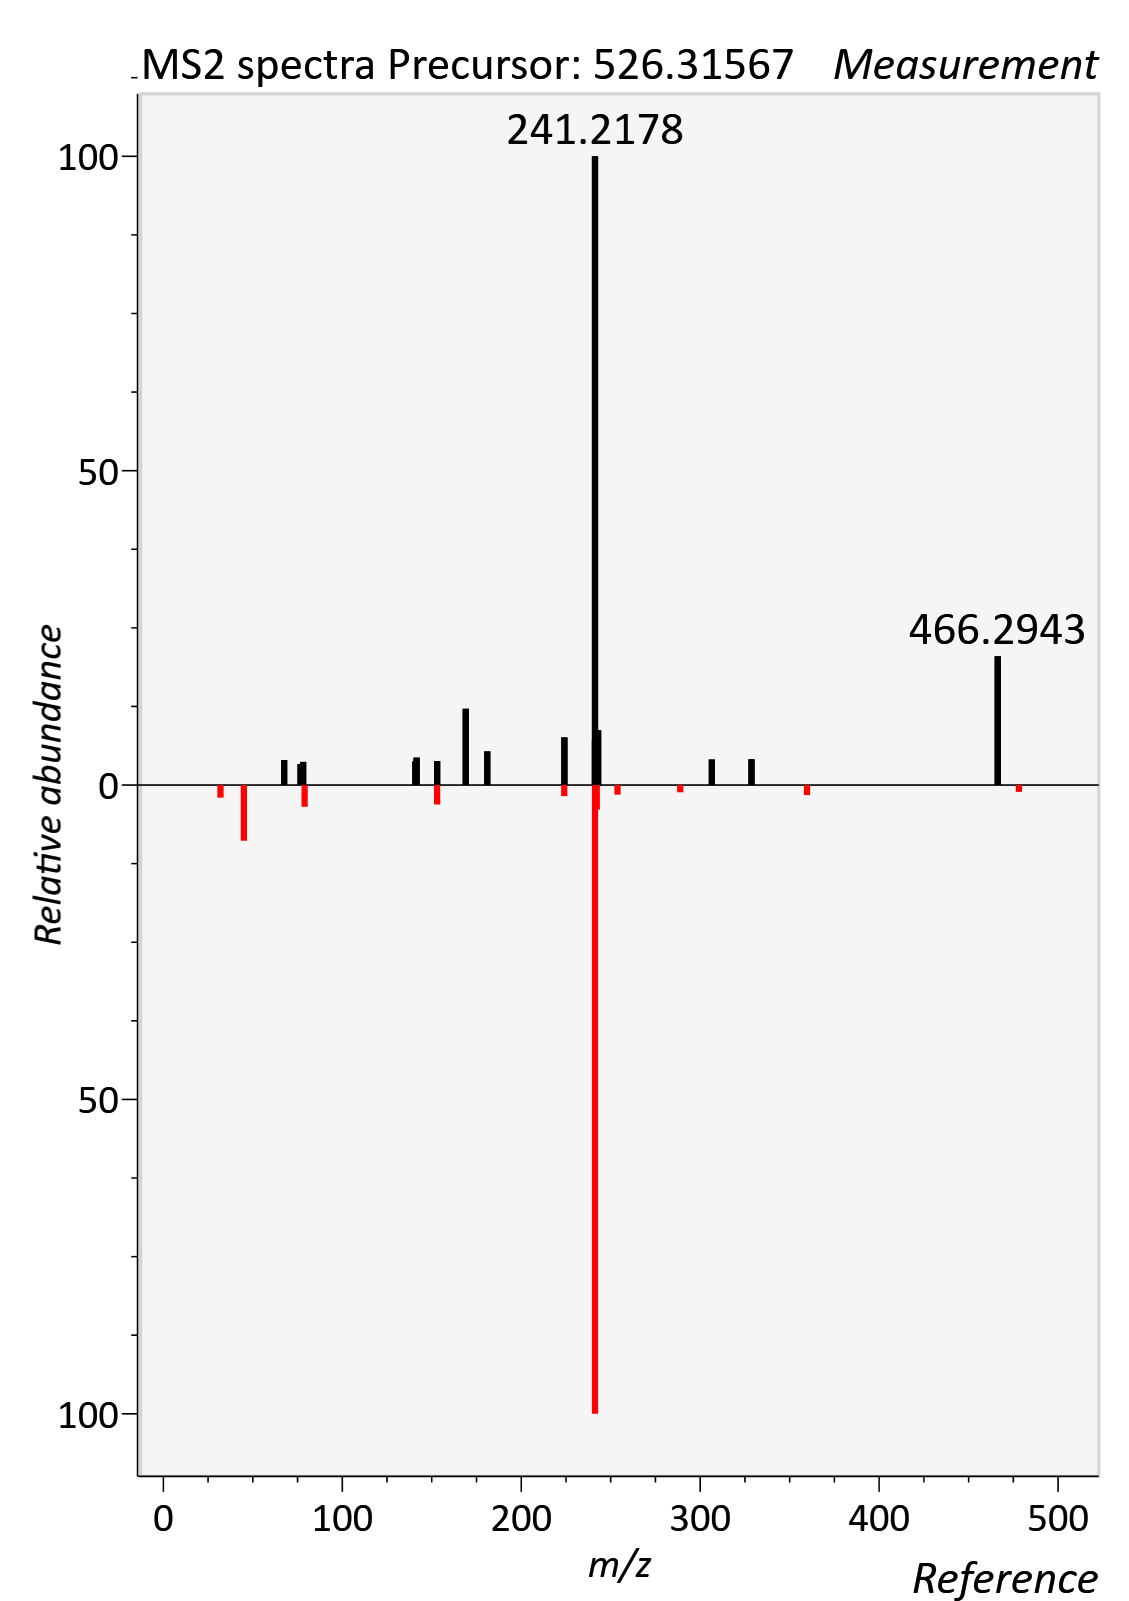 MS2 spectra Precursor: 526.31567 Measurement
241.2178
100
50
466.2943
0
Relative abundance
50
100
0 100 200 300 400 500
m/z
Reference